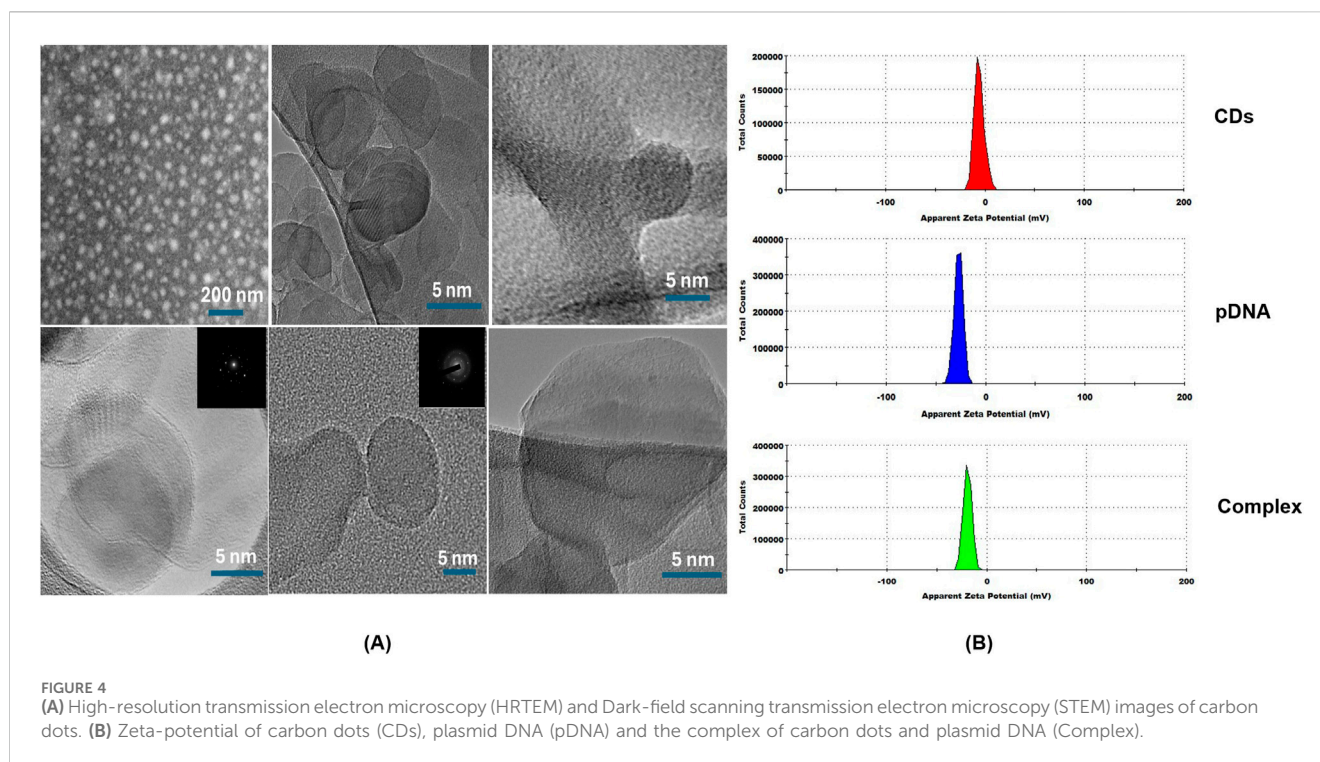 200 nm
5 nm
5 nm
5 nm
5 nm
5 nm
(A)
200000
150000
100000
50000
0
Total Counts
-100
0
100
200
Apparent Zeta Potential (mV)
CDs
400000
300000
200000
100000
0
Total Counts
-100
0
100
200
Apparent Zeta Potential (mV)
pDNA
400000
300000
200000
100000
0
Total Counts
-100
0
100
200
Apparent Zeta Potential (mV)
Complex
(B)
FIGURE 4
(A) High-resolution transmission electron microscopy (HRTEM) and Dark-field scanning transmission electron microscopy (STEM) images of carbon
dots. (B) Zeta-potential of carbon dots (CDs), plasmid DNA (pDNA) and the complex of carbon dots and plasmid DNA (Complex).